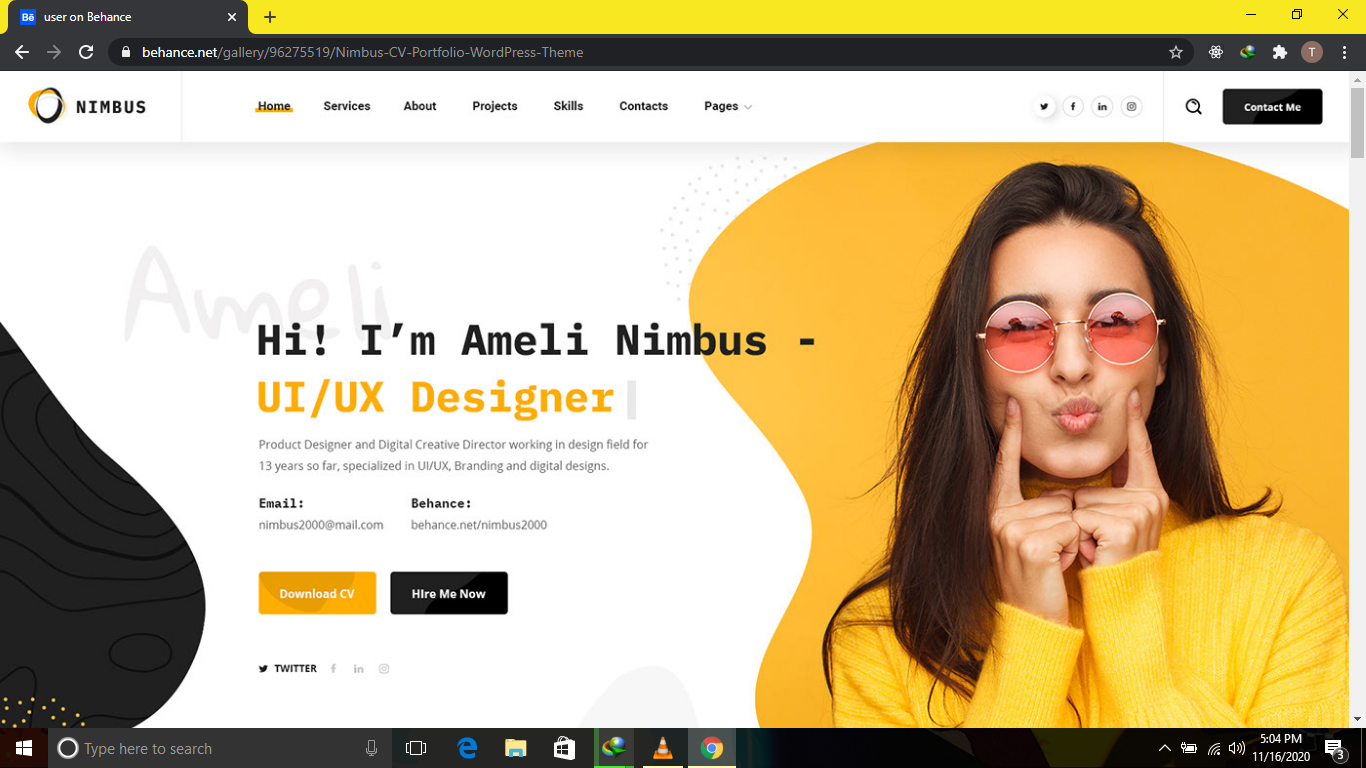 Bē user on Behance
behance.net/gallery/96275519/Nimbus-CV-Portfolio-WordPress-Theme
T
NIMBUS
Home Services About Projects Skills Contacts Pages
Contact Me
Ameli
Hi! I’m Ameli Nimbus -
UI/UX Designer
Product Designer and Digital Creative Director working in design field for
13 years so far, specialized in UI/UX, Branding and digital designs.
Email: Behance:
nimbus2000@mail.com behance.net/nimbus2000
Download CV HIre Me Now
TWITTER
Type here to search
5:04 PM
11/16/2020
3